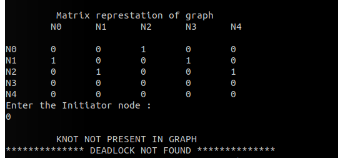 Matrix represtation of graph
N0 N1 N2 N3 N4
N0 0 0 1 0 0
N1 1 0 0 1 0
N2 0 1 0 0 1
N3 0 0 0 0 0
N4 0 0 0 0 0
Enter the Initiator node :
0
KNOT NOT PRESENT IN GRAPH
************** DEADLOCK NOT FOUND **************